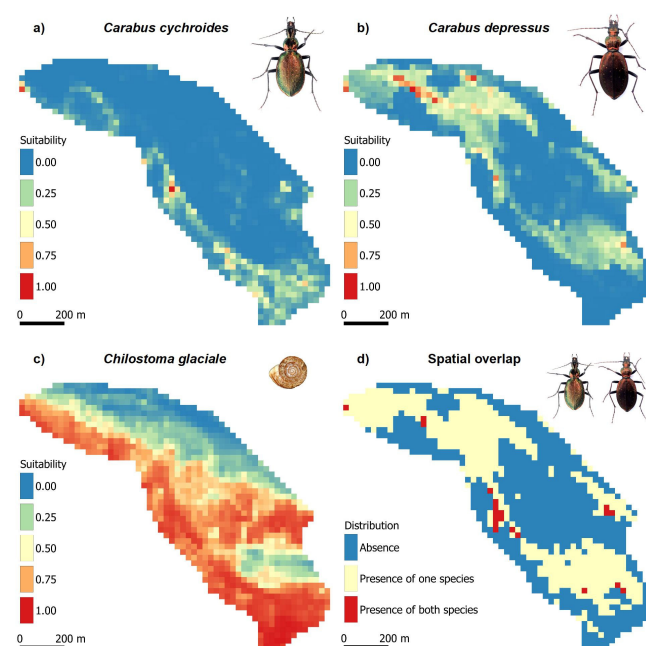 a) Carabus cychroides
Suitability
0.00
0.25
0.50
0.75
1.00
0 200 m
b) Carabus depressus
Suitability
0.00
0.25
0.50
0.75
1.00
0 200 m
c) Chilostoma glaciale
Suitability
0.00
0.25
0.50
0.75
1.00
0 200 m
d) Spatial overlap
Distribution
Absence
Presence of one species
Presence of both species
0 200 m